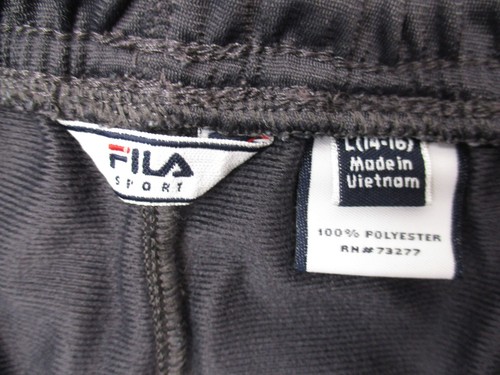 FILA
SPORT
L(14-16)
Made in
Vietnam
100% POLYESTER
RN# 73277